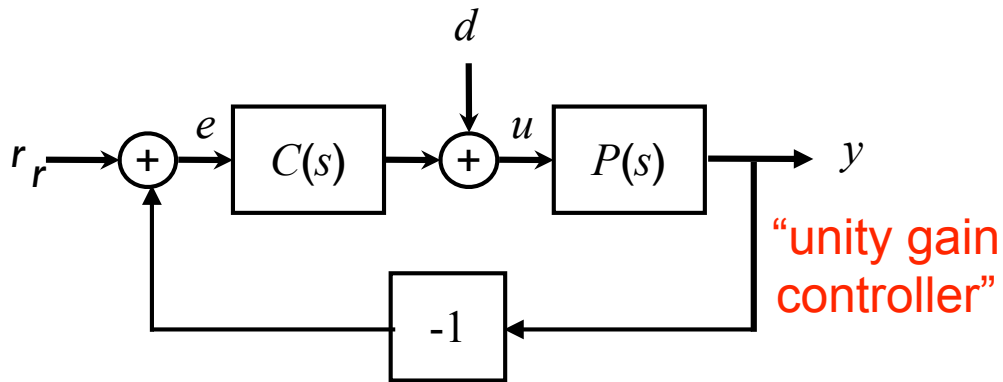 d
r r
+
e
C(s)
+
u
P(s)
y
“unity gain
controller”
-1